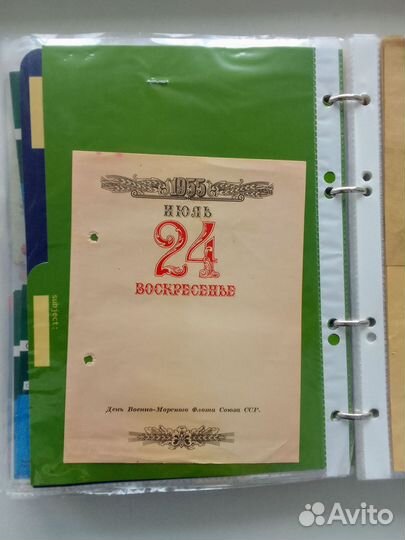 1955
ИЮЛЬ
24
ВОСКРЕСЕНЬЕ
День Военно-Морского Флота Союза ССР.
subject:
Avito